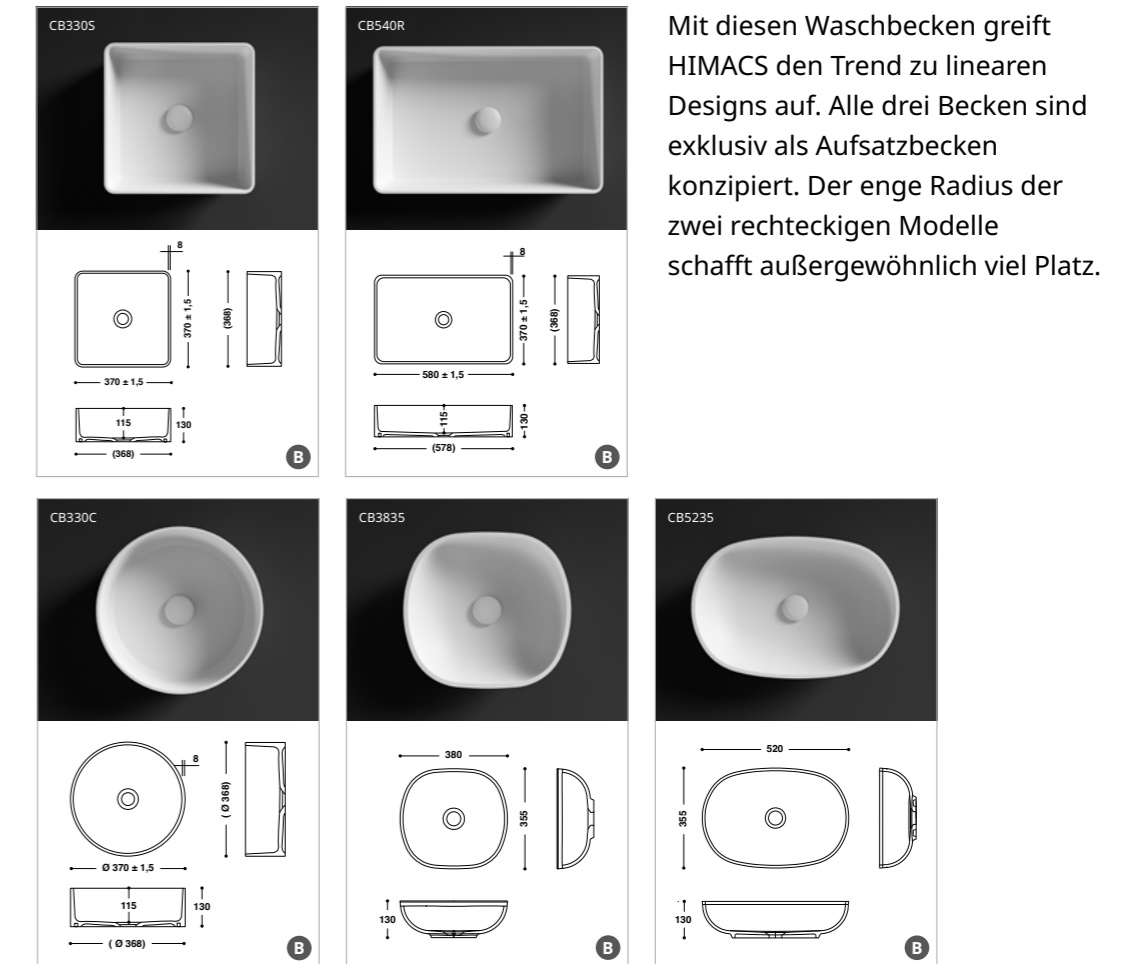 CB330S
8
370 ± 1,5
(368)
370 ± 1,5
115
130
(368)
B
CB540R
8
370 ± 1,5
(368)
580 ± 1,5
115
130
(578)
B
Mit diesen Waschbecken greift
HIMACS den Trend zu linearen
Designs auf. Alle drei Becken sind
exklusiv als Aufsatzbecken
konzipiert. Der enge Radius der
zwei rechteckigen Modelle
schafft außergewöhnlich viel Platz.
CB330C
8
( Ø 368)
Ø 370 ± 1,5
115
130
( Ø 368)
B
CB3835
380
355
130
B
CB5235
520
355
130
B